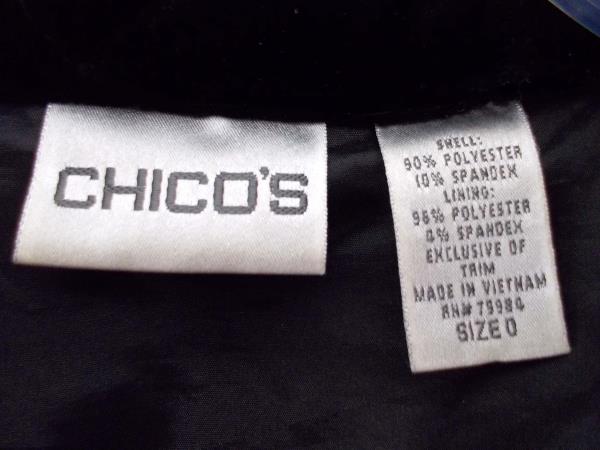 CHICO'S
SHELL:
90% POLYESTER
10% SPANDEX
LINING:
96% POLYESTER
4% SPANDEX
EXCLUSIVE OF
TRIM
MADE IN VIETNAM
RN# 79984
SIZE 0